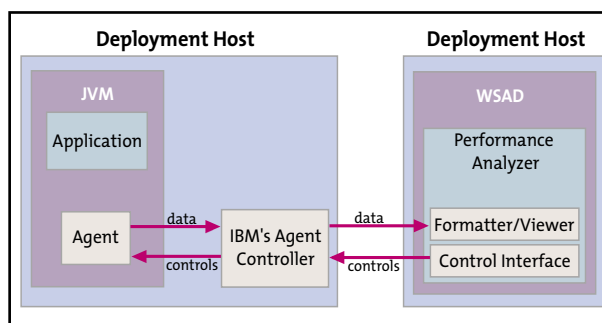 Deployment Host
JVM
Application
Agent
data
controls
IBM's Agent
Controller
data
controls
Deployment Host
WSAD
Performance
Analyzer
Formatter/Viewer
Control Interface